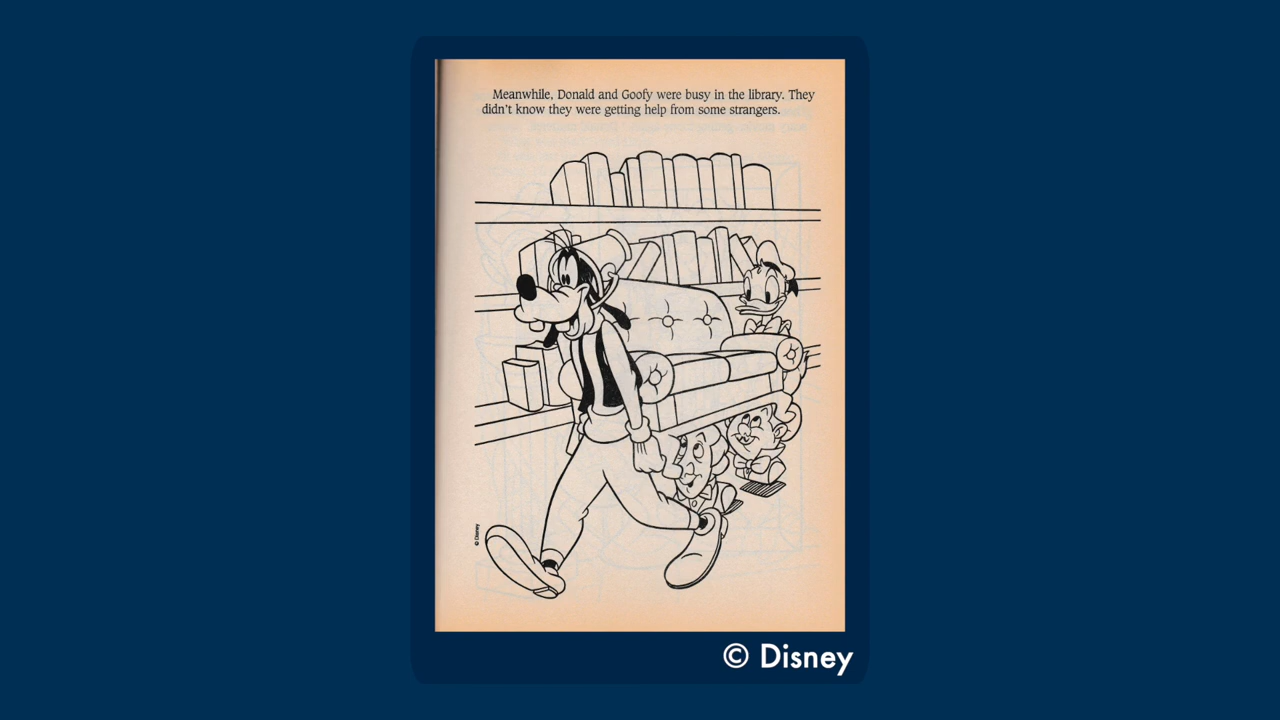 Meanwhile, Donald and Goofy were busy in the library. They
didn't know they were getting help from some strangers.
© Disney
© Disney